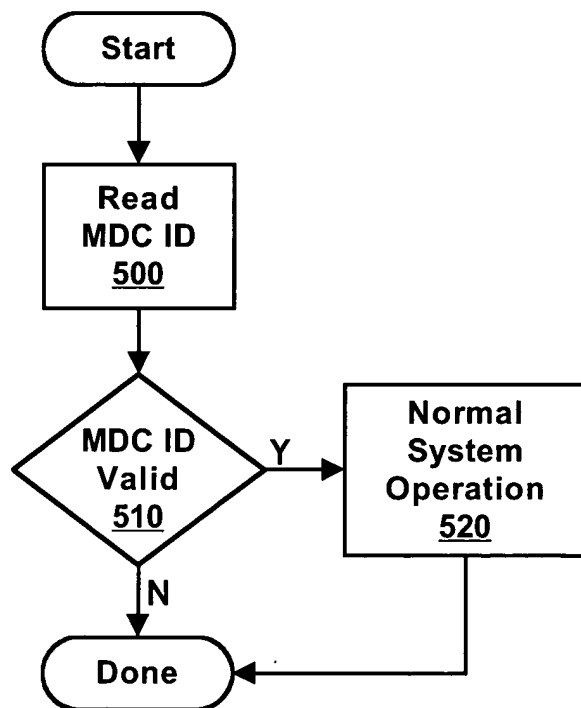 Start
Read
MDC ID
500
MDC ID
Valid
510
Y
Normal
System
Operation
520
N
Done